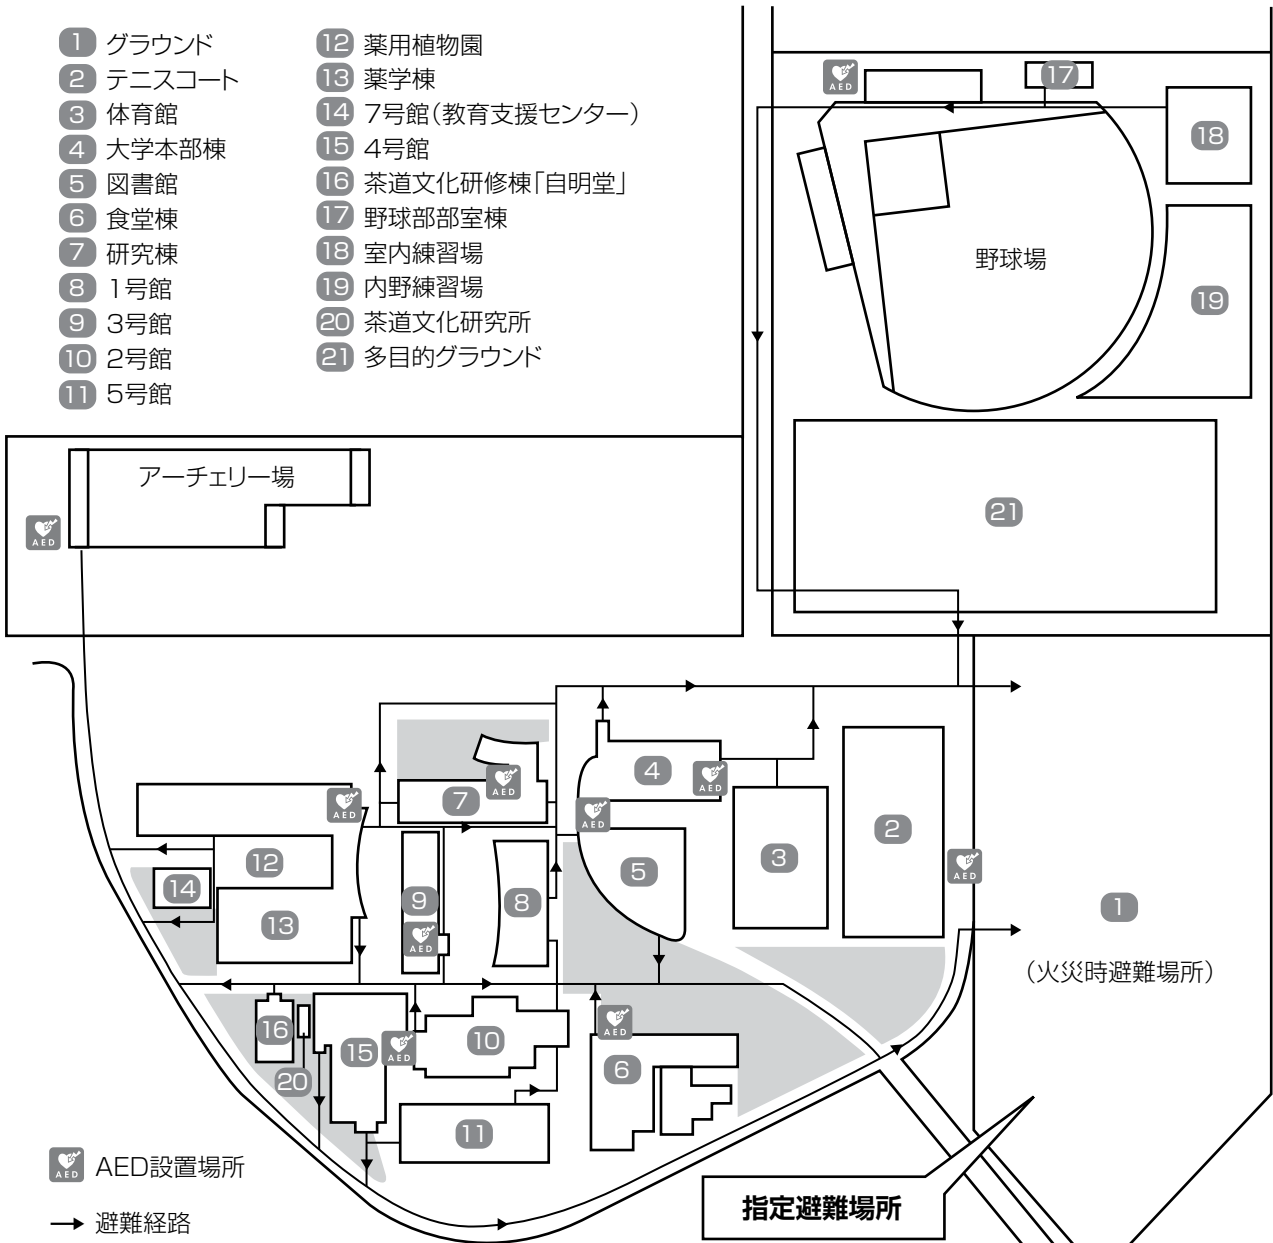 1 グラウンド
2 テニスコート
3 体育館
4 大学本部棟
5 図書館
6 食堂棟
7 研究棟
8 1号館
9 3号館
10 2号館
11 5号館
12 薬用植物園
13 薬学棟
14 7号館(教育支援センター)
15 4号館
16 茶道文化研修棟「自明堂」
17 野球部部室棟
18 室内練習場
19 内野練習場
20 茶道文化研究所
21 多目的グラウンド
AED
17
18
野球場
19
アーチェリー場
AED
21
4
AED
7
AED
AED
AED
2
12
3
5
AED
14
9
8
1
13
AED
(火災時避難場所)
16
AED
15
AED
10
6
20
11
AED AED設置場所
指定避難場所
避難経路